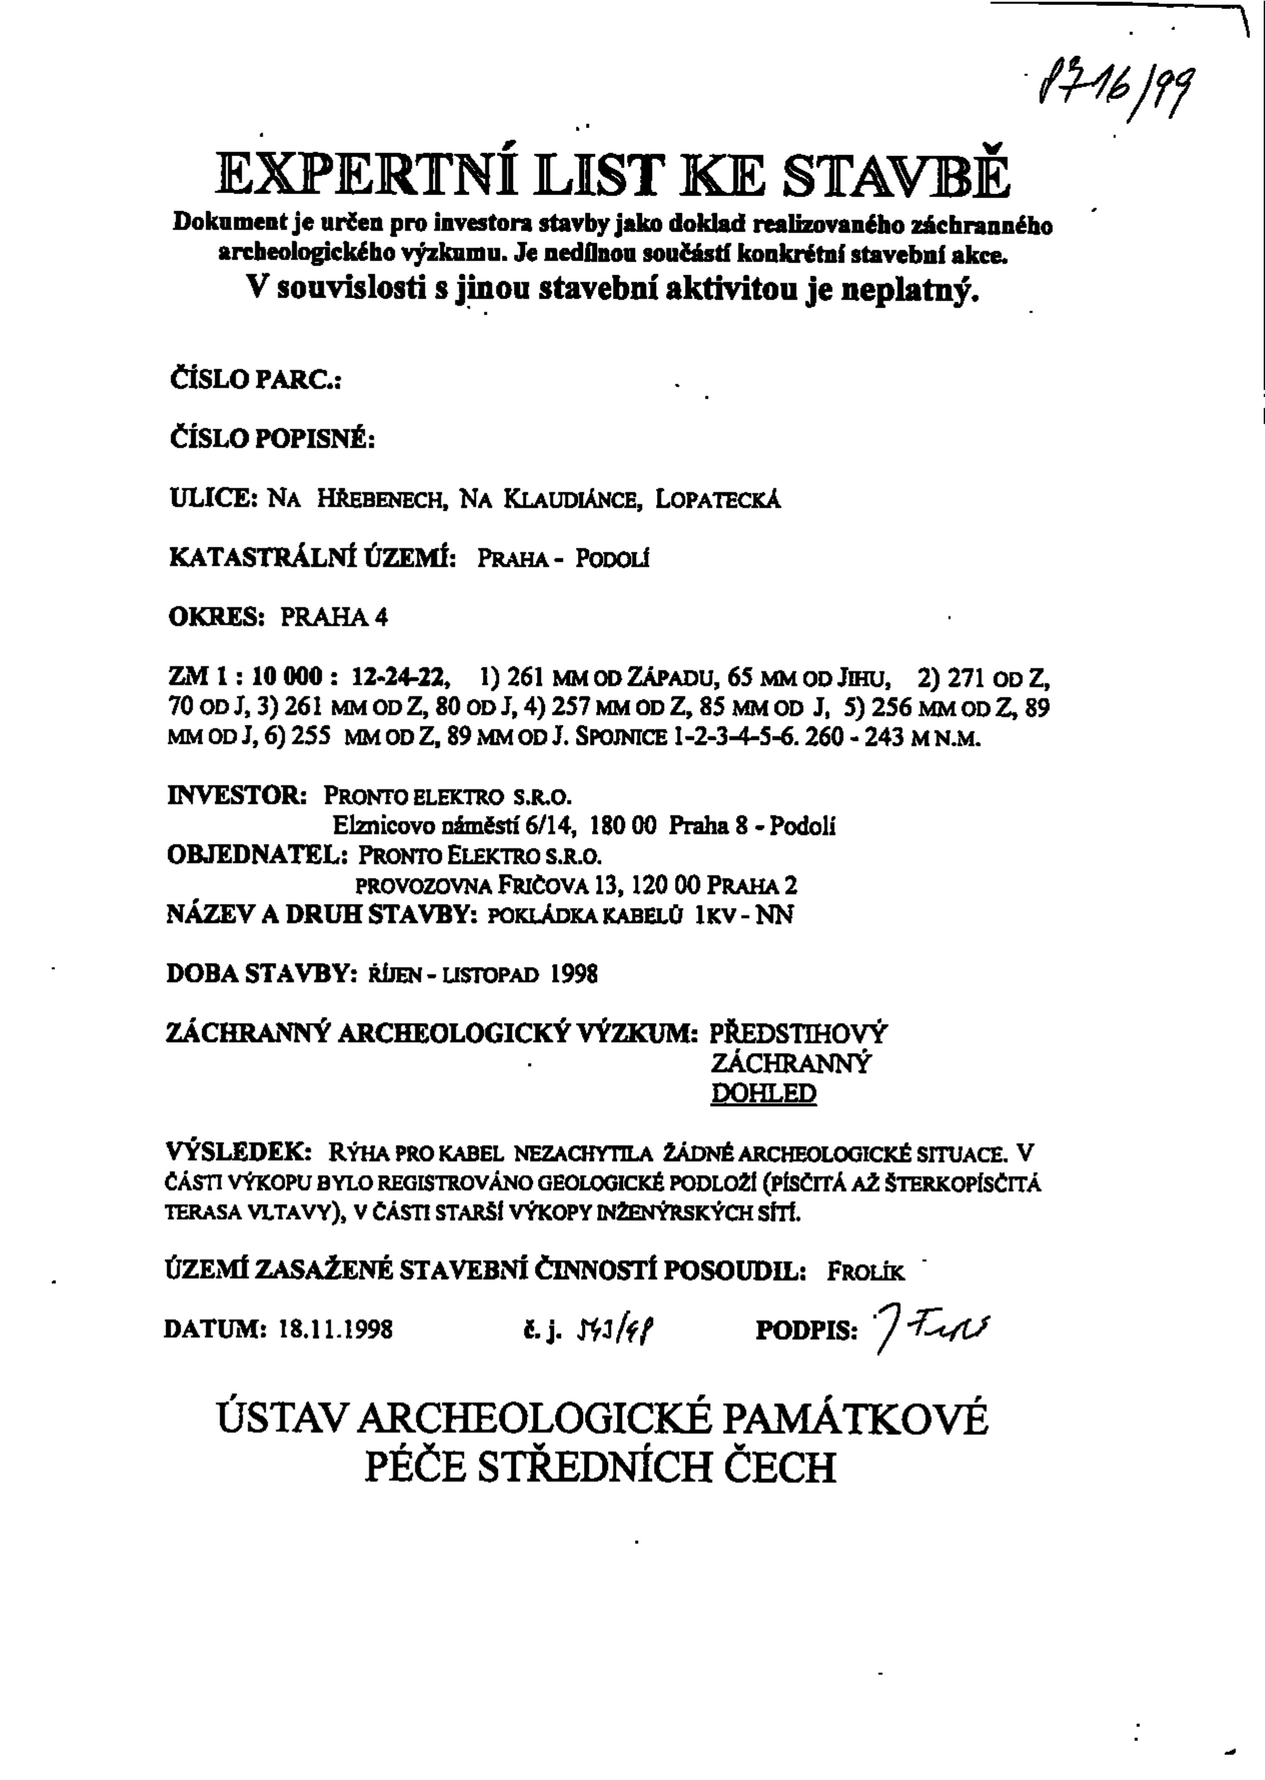 8716/99
EXPERTNÍ LIST KE STAVBĚ
Dokument je určen pro investora stavby jako doklad realizovaného záchranného
archeologického výzkumu. Je nedílnou součástí konkrétní stavební akce.
V souvislosti s jinou stavební aktivitou je neplatný.
ČÍSLO PARC.:
ČÍSLO POPISNÉ:
ULICE: NA HŘEBENECH, NA KLAUDIÁNCE, LOPATECKÁ
KATASTRÁLNÍ ÚZEMÍ: PRAHA - PODOLÍ
OKRES: PRAHA 4
ZM 1 : 10 000 : 12-24-22, 1) 261 MM OD ZÁPADU, 65 MM OD JIHU, 2) 271 OD Z,
70 OD J, 3) 261 MM OD Z, 80 OD J, 4) 257 MM OD Z, 85 MM OD J, 5) 256 MM OD Z, 89
MM OD J, 6) 255 MM OD Z, 89 MM OD J. SPOJNICE 1-2-3-4-5-6. 260 - 243 M N.M.
INVESTOR: PRONTO ELEKTRO S.R.O.
Elznicovo náměstí 6/14, 180 00 Praha 8 - Podolí
OBJEDNATEL: PRONTO ELEKTRO S.R.O.
PROVOZOVNA FRIČOVA 13, 120 00 PRAHA 2
NÁZEV A DRUH STAVBY: POKLÁDKA KABELŮ 1KV - NN
DOBA STAVBY: ŘÍJEN - LISTOPAD 1998
ZÁCHRANNÝ ARCHEOLOGICKÝ VÝZKUM: PŘEDSTIHOVÝ
ZÁCHRANNÝ
DOHLED
VÝSLEDEK: RÝHA PRO KABEL NEZACHYTILA ŽÁDNÉ ARCHEOLOGICKÉ SITUACE. V
ČÁSTI VÝKOPU BYLO REGISTROVÁNO GEOLOGICKÉ PODLOŽÍ (PÍSČITÁ AŽ ŠTERKOPÍSČITÁ
TERASA VLTAVY), V ČÁSTI STARŠÍ VÝKOPY INŽENÝRSKÝCH SÍTÍ.
ÚZEMÍ ZASAŽENÉ STAVEBNÍ ČINNOSTÍ POSOUDIL: FROLÍK
DATUM: 18.11.1998 č. j. PODPIS:
ÚSTAV ARCHEOLOGICKÉ PAMÁTKOVÉ
PÉČE STŘEDNÍCH ČECH